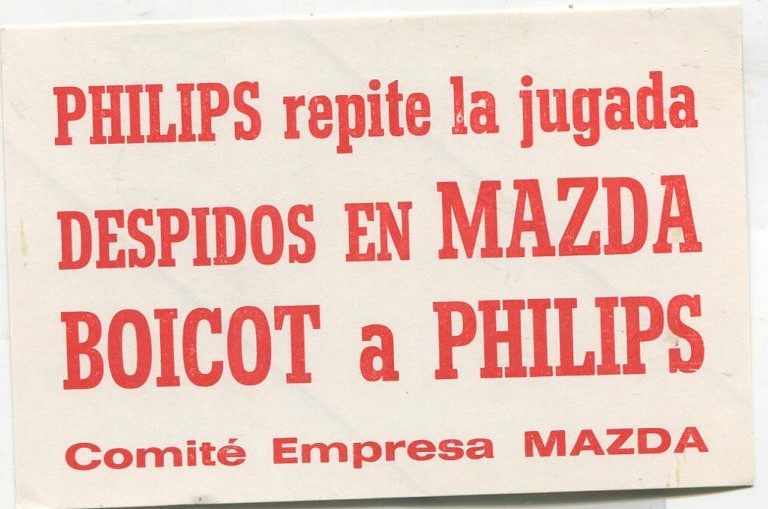 PHILIPS repite la jugada
DESPIDOS EN MAZDA
BOICOT a PHILIPS
Comité Empresa MAZDA